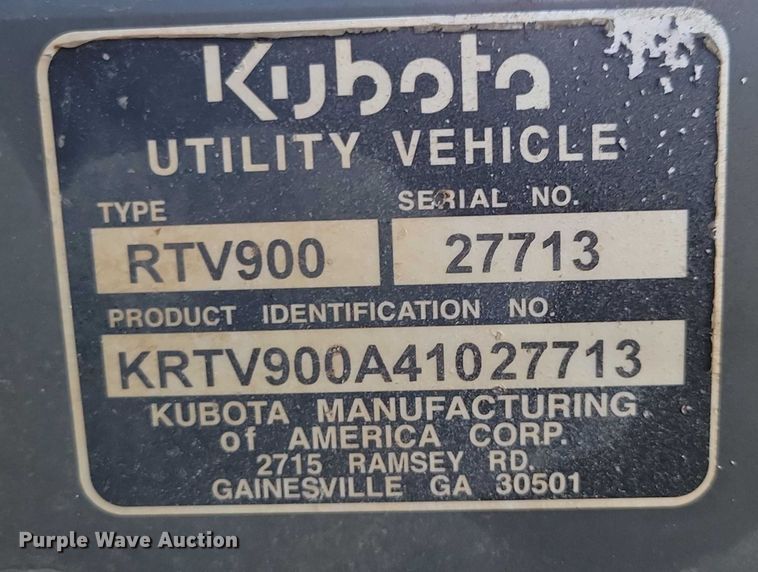 Kubota
UTILITY VEHICLE
TYPE SERIAL NO.
RTV900 27713
PRODUCT IDENTIFICATION NO.
KRTV900A41027713
KUBOTA MANUFACTURING
of AMERICA CORP.
2715 RAMSEY RD.
GAINESVILLE GA 30501
Purple Wave Auction